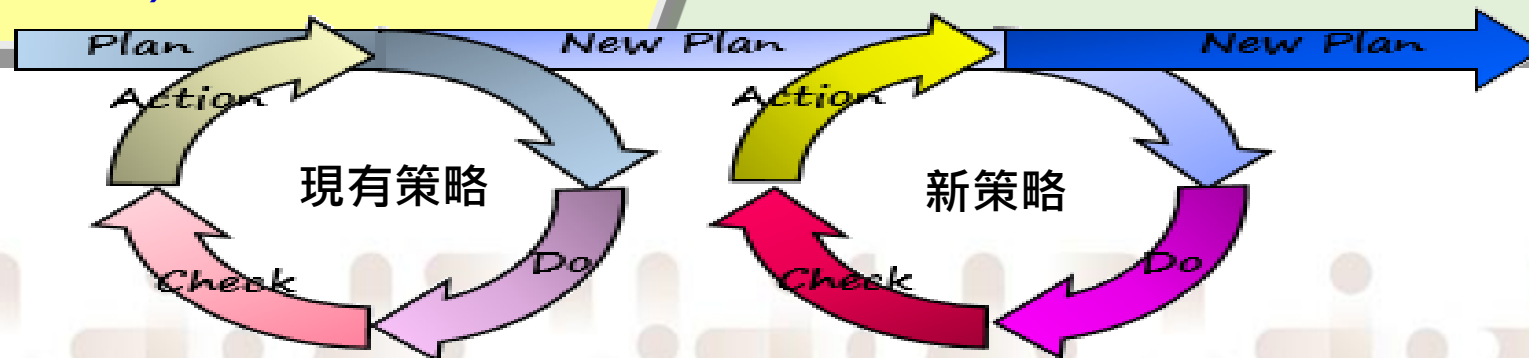 Plan
New Plan
New Plan
Action
Action
現有策略
新策略
Check
Do
Check
Do